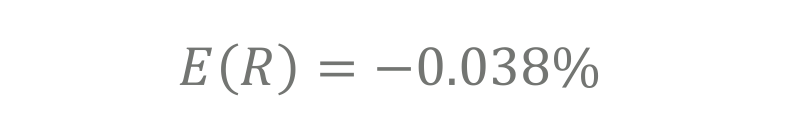 E(R) = −0.038%